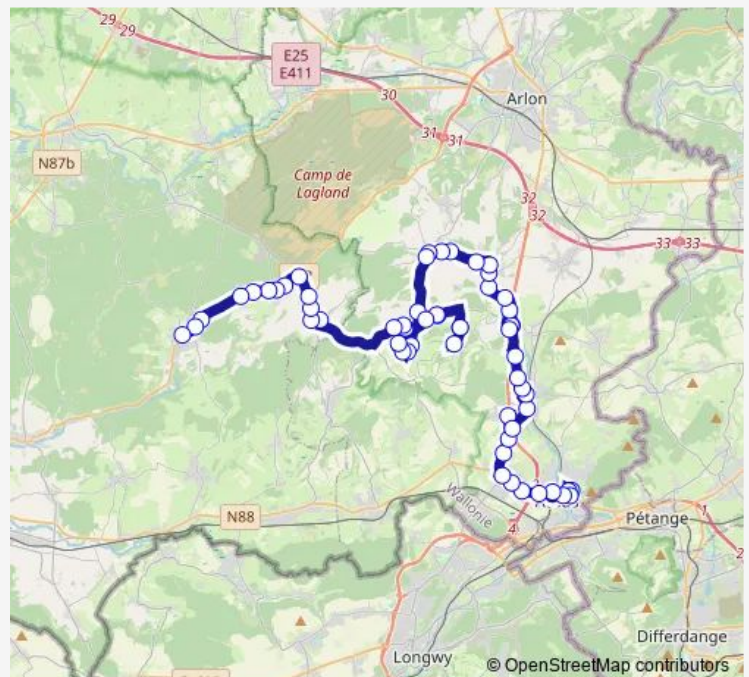 29
29
E25
E411
Arlon
30
31
31
N87b
Camp de
Lagland
32
32
33
33
Wallonie
N88
4
1
Pétange
2
Differdange
Longwy
© OpenStreetMap contributors